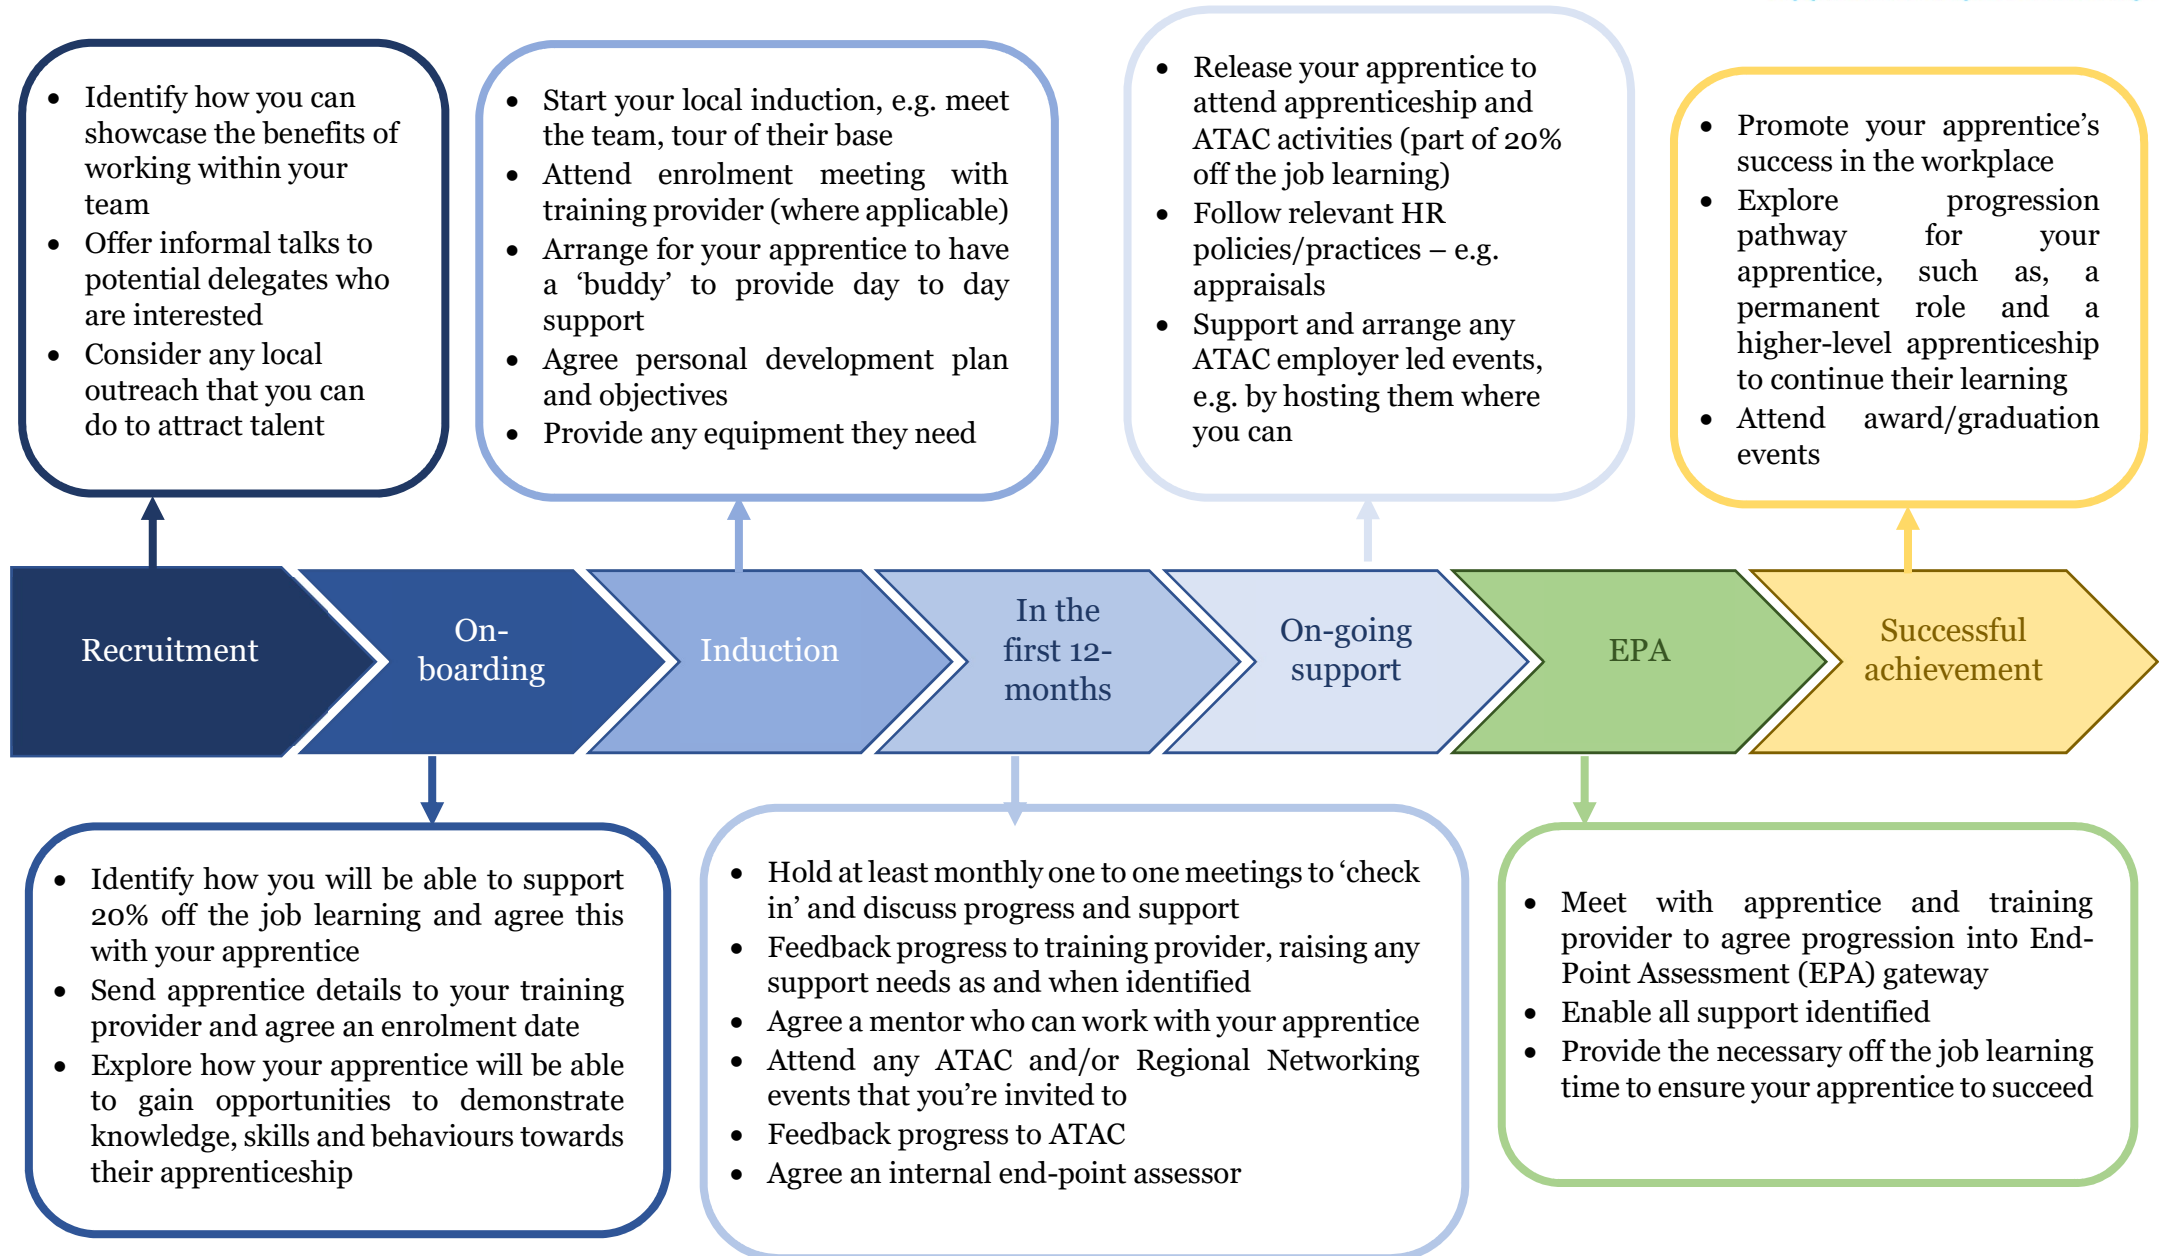 • Identify how you can
showcase the benefits of
working within your
team
• Offer informal talks to
potential delegates who
are interested
• Consider any local
outreach that you can
do to attract talent
• Start your local induction, e.g. meet
the team, tour of their base
• Attend enrolment meeting with
training provider (where applicable)
• Arrange for your apprentice to have
a ‘buddy’ to provide day to day
support
• Agree personal development plan
and objectives
• Provide any equipment they need
• Release your apprentice to
attend apprenticeship and
ATAC activities (part of 20%
off the job learning)
• Follow relevant HR
policies/practices – e.g.
appraisals
• Support and arrange any
ATAC employer led events,
e.g. by hosting them where
you can
• Promote your apprentice’s
success in the workplace
• Explore progression
pathway for your
apprentice, such as, a
permanent role and a
higher-level apprenticeship
to continue their learning
• Attend award/graduation
events
Recruitment
On-
boarding
Induction
In the
first 12-
months
On-going
support
EPA
Successful
achievement
• Identify how you will be able to support
20% off the job learning and agree this
with your apprentice
• Send apprentice details to your training
provider and agree an enrolment date
• Explore how your apprentice will be able
to gain opportunities to demonstrate
knowledge, skills and behaviours towards
their apprenticeship
• Hold at least monthly one to one meetings to ‘check
in’ and discuss progress and support
• Feedback progress to training provider, raising any
support needs as and when identified
• Agree a mentor who can work with your apprentice
• Attend any ATAC and/or Regional Networking
events that you’re invited to
• Feedback progress to ATAC
• Agree an internal end-point assessor
• Meet with apprentice and training
provider to agree progression into End-
Point Assessment (EPA) gateway
• Enable all support identified
• Provide the necessary off the job learning
time to ensure your apprentice to succeed